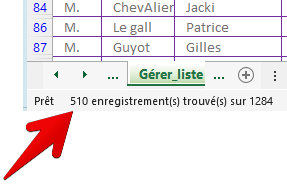 84 M. ChevAlier Jacki
86 M. Le gall Patrice
87 M. Guyot Gilles
... Gérer_liste ...
Prêt 510 enregistrement(s) trouvé(s) sur 1284